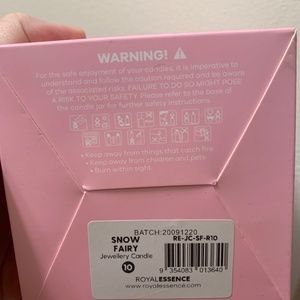 WARNING!
For the safe enjoyment of your candles, it is imperative to
understand and follow the caution required and be aware
of the associated risks. FAILURE TO DO SO MIGHT POSE
A RISK TO YOUR SAFETY. Please refer to the base of
the candle jar for further safety instructions.
• Keep away from things that catch fire
• Keep away from children and pets
• Burn within sight
BATCH:20091220
SNOW
FAIRY
Jewellery Candle
10
RE-JC-SF-R10
9 354083 013640
ROYALESSENCE
www.royalessence.com